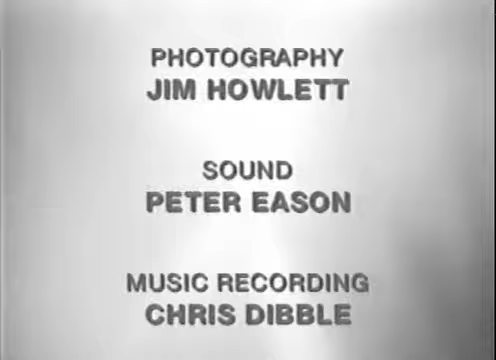 PHOTOGRAPHY
JIM HOWLETT
SOUND
PETER EASON
MUSIC RECORDING
CHRIS DIBBLE